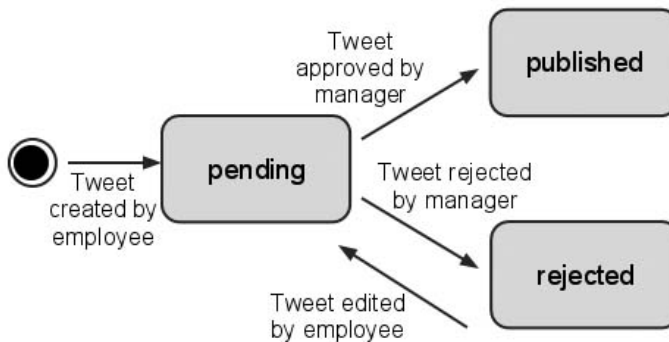 Tweet
approved by
manager
published
pending
Tweet
created by
employee
Tweet rejected
by manager
rejected
Tweet edited
by employee